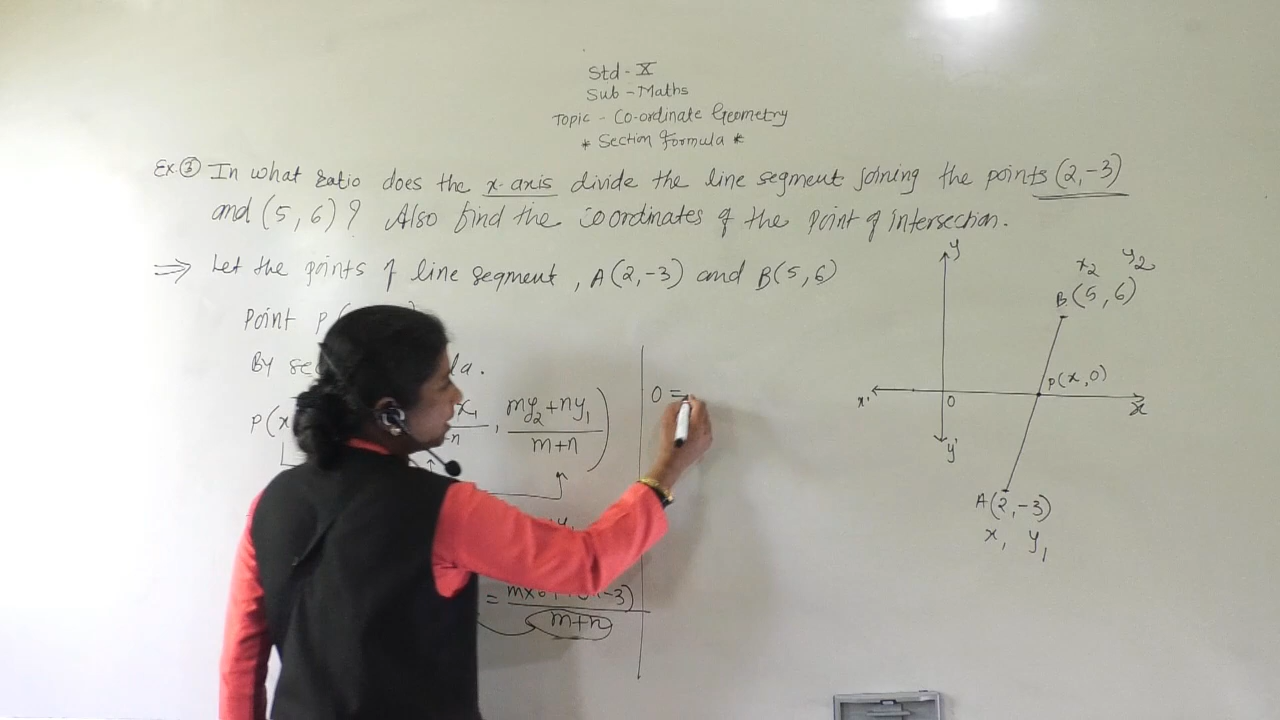 Std - X
Sub - Maths
Topic - Co-ordinate Geometry
* Section formula *
Ex ③ In what ratio does the x-axis divide the line segment joining the points (2,-3)
and (5, 6)? Also find the coordinates of the point of intersection.
⇒ Let the points of line segment, A(2,-3) and B(5,6)
Point P(
By
P(x
x₁
, my₂+ny₁
m+n )
0 =
= 
-3)
m+n
y
x₂ y₂
B(5,6)
P(x,0)
x' 0 x
y'
A(2,-3)
x₁ y₁